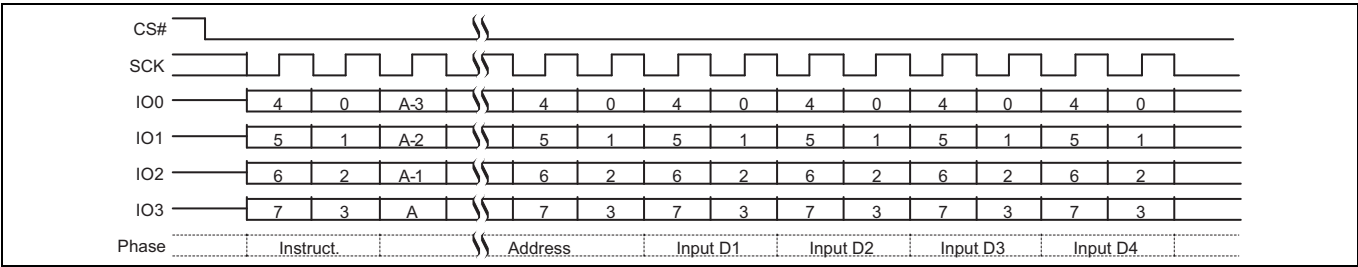 CS#
SCK
IO0 4 0 A-3 4 0 4 0 4 0 4 0 4 0
IO1 5 1 A-2 5 1 5 1 5 1 5 1 5 1
IO2 6 2 A-1 6 2 6 2 6 2 6 2 6 2
IO3 7 3 A 7 3 7 3 7 3 7 3 7 3
Phase Instruct. Address Input D1 Input D2 Input D3 Input D4